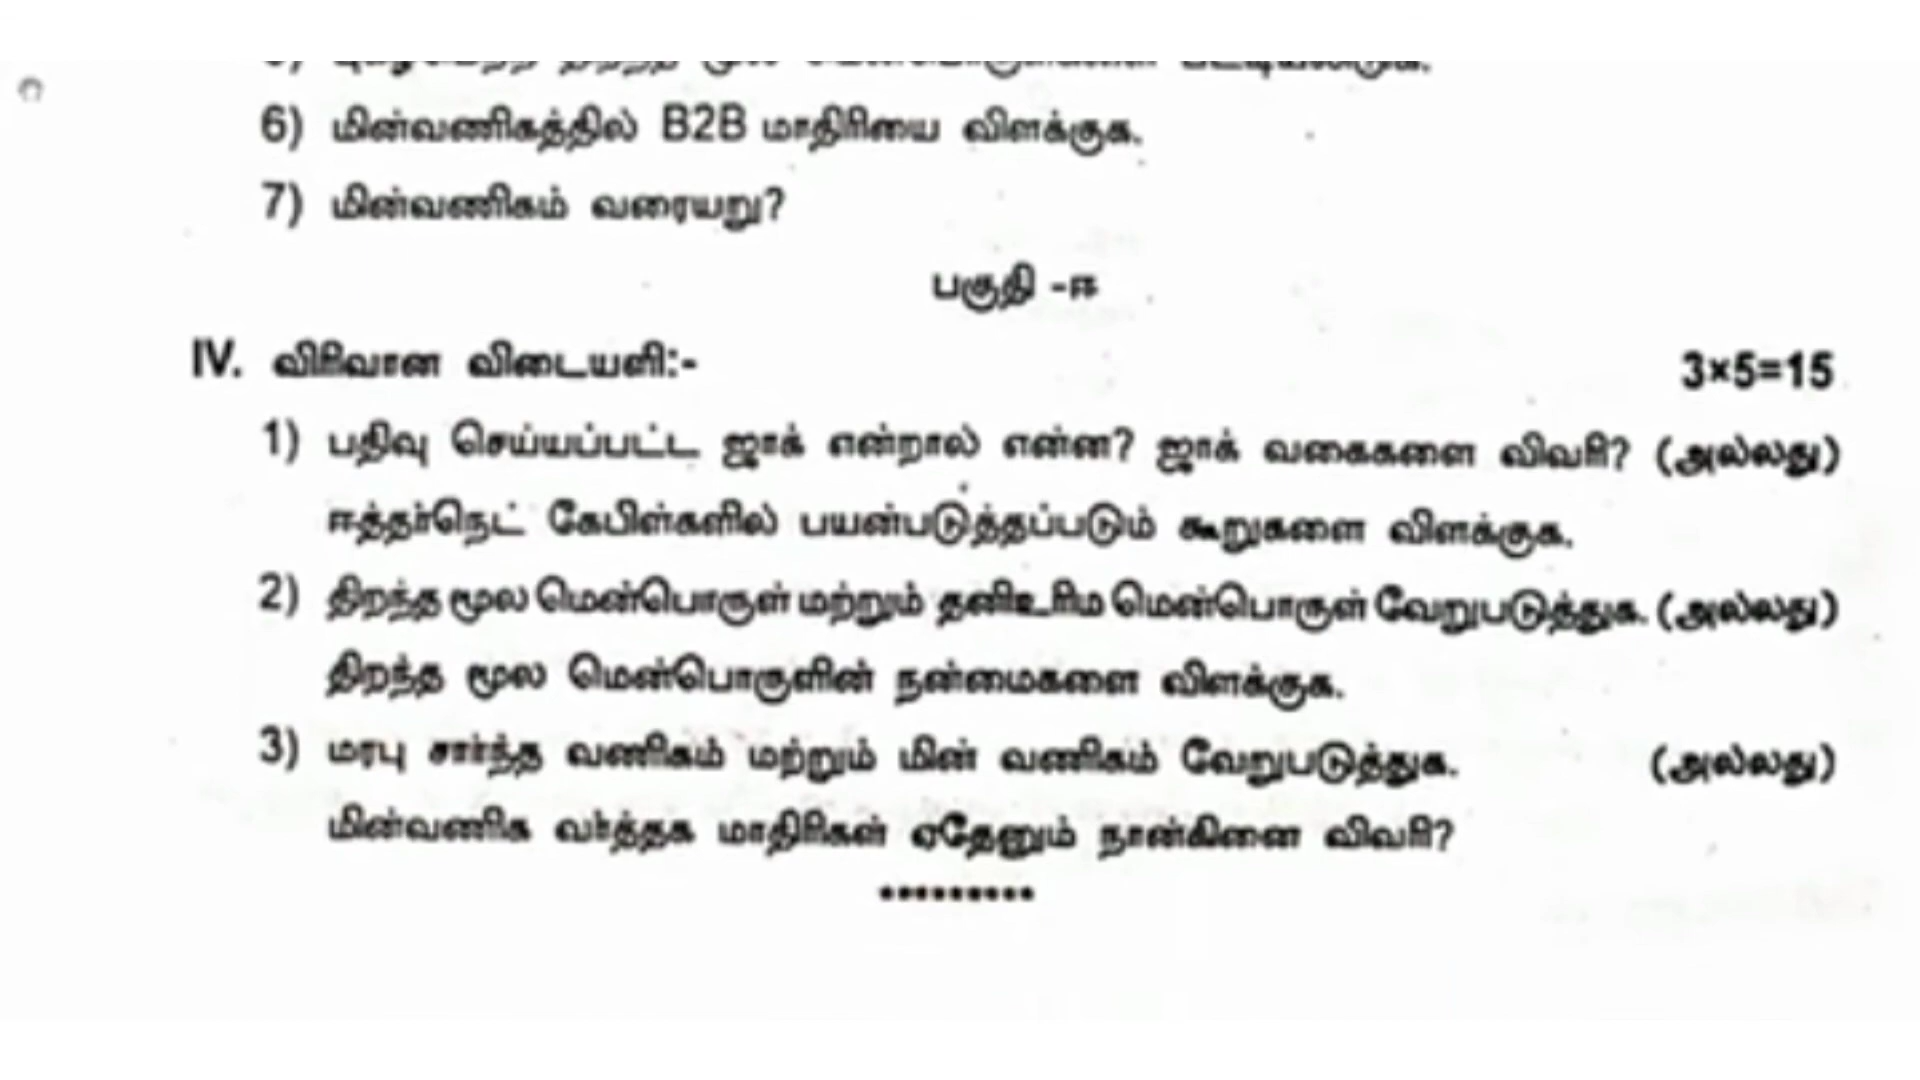 6) மின்வணிகத்தில் B2B மாதிரியை விளக்குக.
7) மின்வணிகம் வரையறு?
பகுதி -ஈ
IV. விரிவான விடையளி:- 3×5=15
1) பதிவு செய்யப்பட்ட ஜாக் என்றால் என்ன? ஜாக் வகைகளை விவரி? (அல்லது)
ஈத்தர்நெட் கேபிள்களில் பயன்படுத்தப்படும் கூறுகளை விளக்குக.
2) திறந்த மூல மென்பொருள் மற்றும் தனிஉரிம மென்பொருள் வேறுபடுத்துக. (அல்லது)
திறந்த மூல மென்பொருளின் நன்மைகளை விளக்குக.
3) மரபு சார்ந்த வணிகம் மற்றும் மின் வணிகம் வேறுபடுத்துக. (அல்லது)
மின்வணிக வர்த்தக மாதிரிகள் ஏதேனும் நான்கினை விவரி?